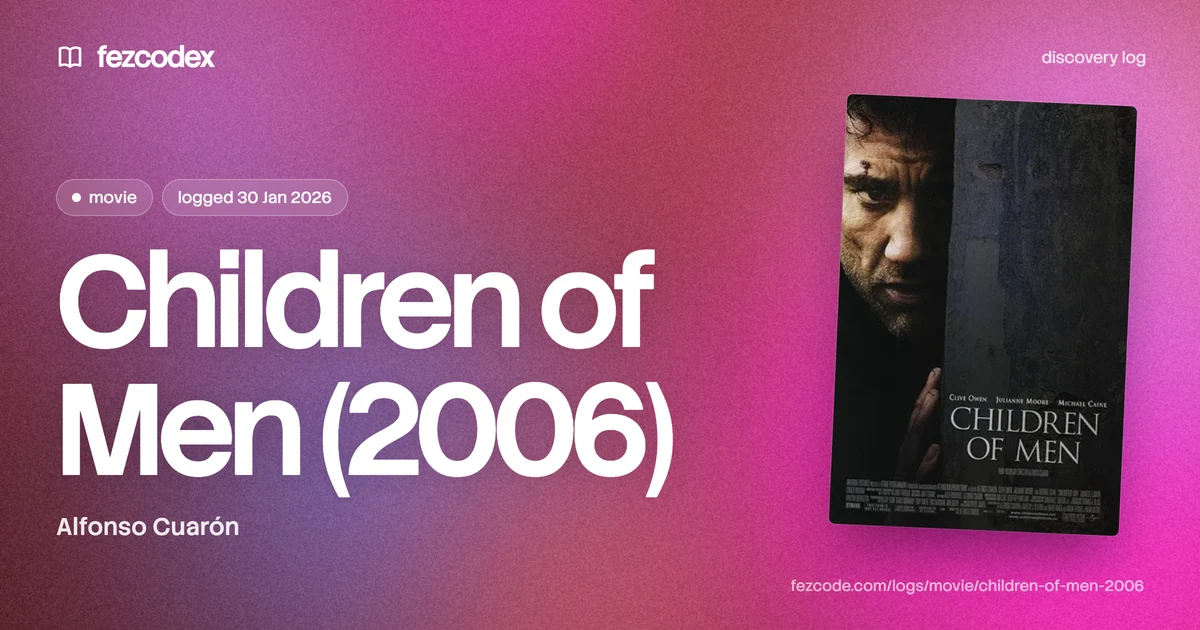 fezcodex
discovery log
movie
logged 30 Jan 2026
Children of
Men (2006)
Alfonso Cuarón
CLIVE OWEN JULIANNE MOORE MICHAEL CAINE
CHILDREN
OF MEN
fezcode.com/logs/movie/children-of-men-2006